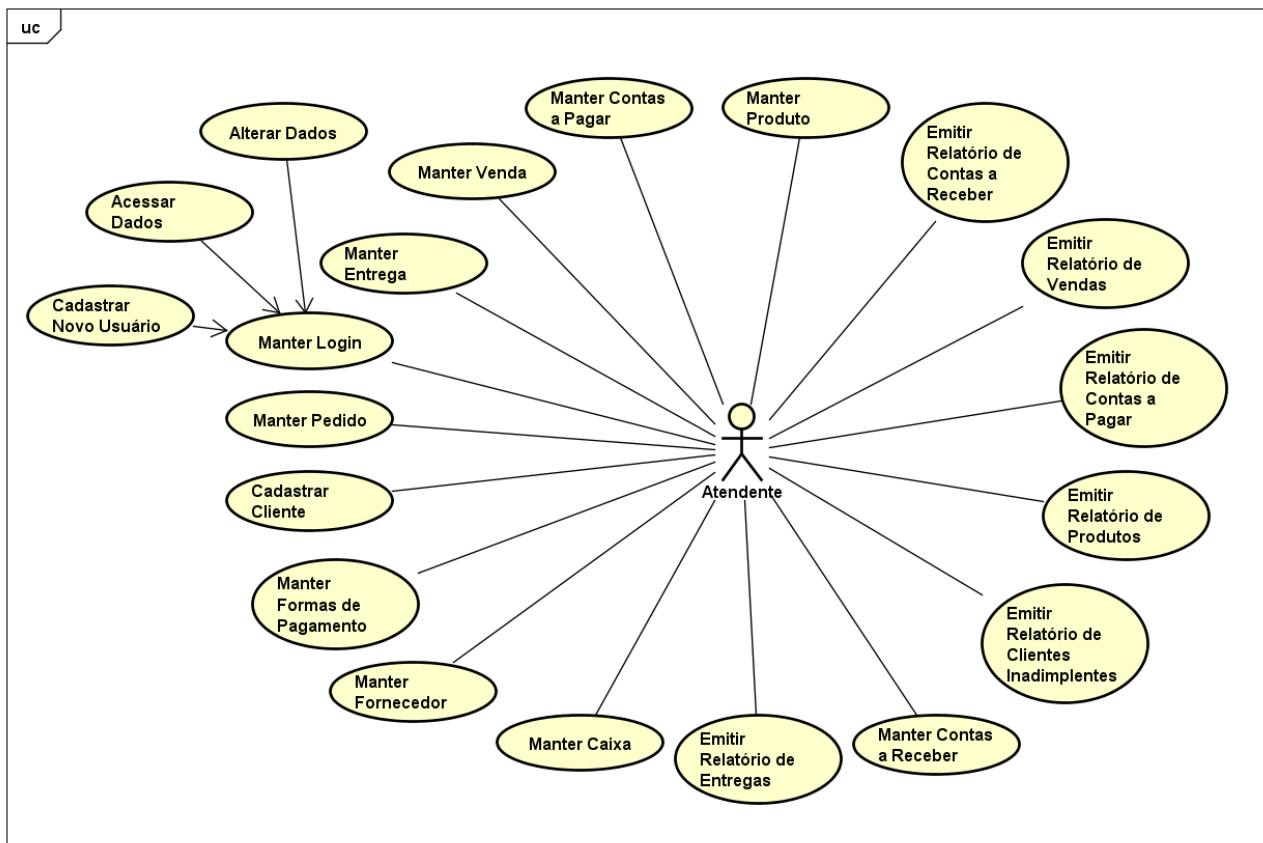 uc
Manter Contas
a Pagar
Manter
Produto
Alterar Dados
Emitir
Relatório de
Contas a
Receber
Manter Venda
Acessar
Dados
Manter
Entrega
Emitir
Relatório de
Vendas
Cadastrar
Novo Usuário
Manter Login
Emitir
Relatório de
Contas a
Pagar
Manter Pedido
Atendente
Cadastrar
Cliente
Emitir
Relatório de
Produtos
Manter
Formas de
Pagamento
Emitir
Relatório de
Clientes
Inadimplentes
Manter
Fornecedor
Manter Caixa
Emitir
Relatório de
Entregas
Manter Contas
a Receber